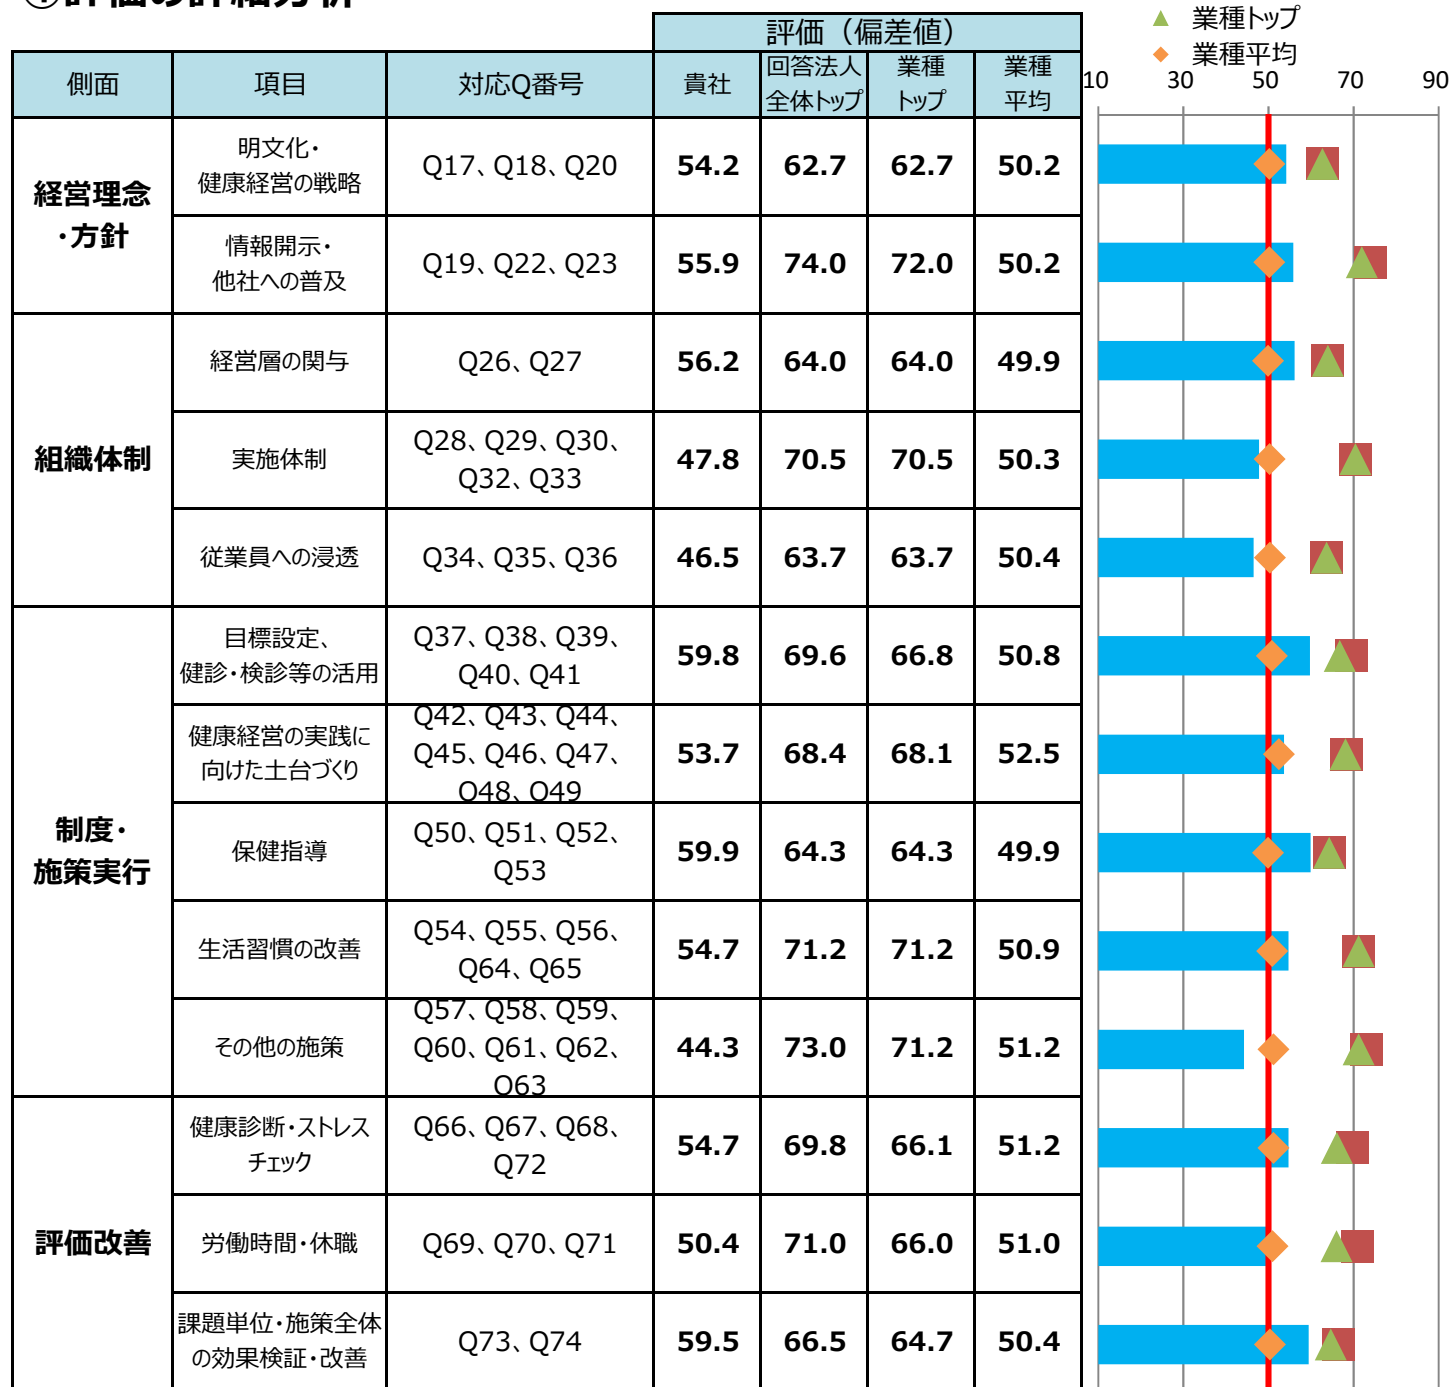 評価（偏差値）
▲ 業種トップ
◆ 業種平均
側面 項目 対応Q番号 貴社 回答法人 業種 業種
全体トップ トップ 平均
10 30 50 70 90
経営理念
・方針
明文化・
健康経営の戦略
Q17、Q18、Q20 54.2 62.7 62.7 50.2
情報開示・
他社への普及
Q19、Q22、Q23 55.9 74.0 72.0 50.2
組織体制
経営層の関与 Q26、Q27 56.2 64.0 64.0 49.9
実施体制
Q28、Q29、Q30、
Q32、Q33
47.8 70.5 70.5 50.3
従業員への浸透 Q34、Q35、Q36 46.5 63.7 63.7 50.4
制度・
施策実行
目標設定、
健診・検診等の活用
Q37、Q38、Q39、
Q40、Q41
59.8 69.6 66.8 50.8
健康経営の実践に
向けた土台づくり
Q42、Q43、Q44、
Q45、Q46、Q47、
Q48、Q49
53.7 68.4 68.1 52.5
保健指導
Q50、Q51、Q52、
Q53
59.9 64.3 64.3 49.9
生活習慣の改善
Q54、Q55、Q56、
Q64、Q65
54.7 71.2 71.2 50.9
その他の施策
Q57、Q58、Q59、
Q60、Q61、Q62、
Q63
44.3 73.0 71.2 51.2
評価改善
健康診断・ストレス
チェック
Q66、Q67、Q68、
Q72
54.7 69.8 66.1 51.2
労働時間・休職 Q69、Q70、Q71 50.4 71.0 66.0 51.0
課題単位・施策全体
の効果検証・改善
Q73、Q74 59.5 66.5 64.7 50.4